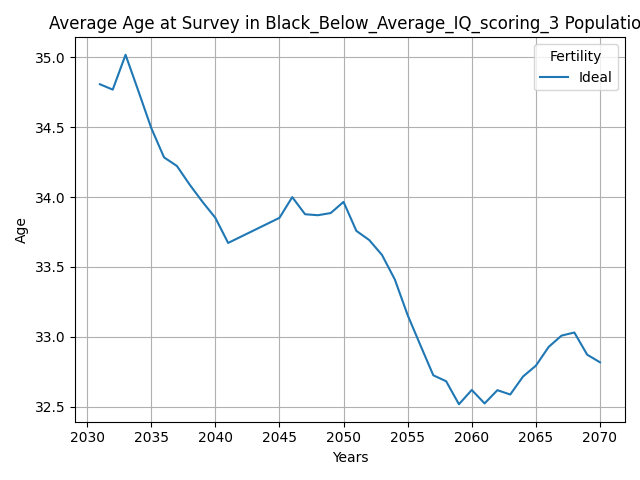 Average Age at Survey in Black_Below_Average_IQ_scoring_3 Populatio
Fertility
Ideal
Age
35.0
34.5
34.0
33.5
33.0
32.5
2030 2035 2040 2045 2050 2055 2060 2065 2070
Years